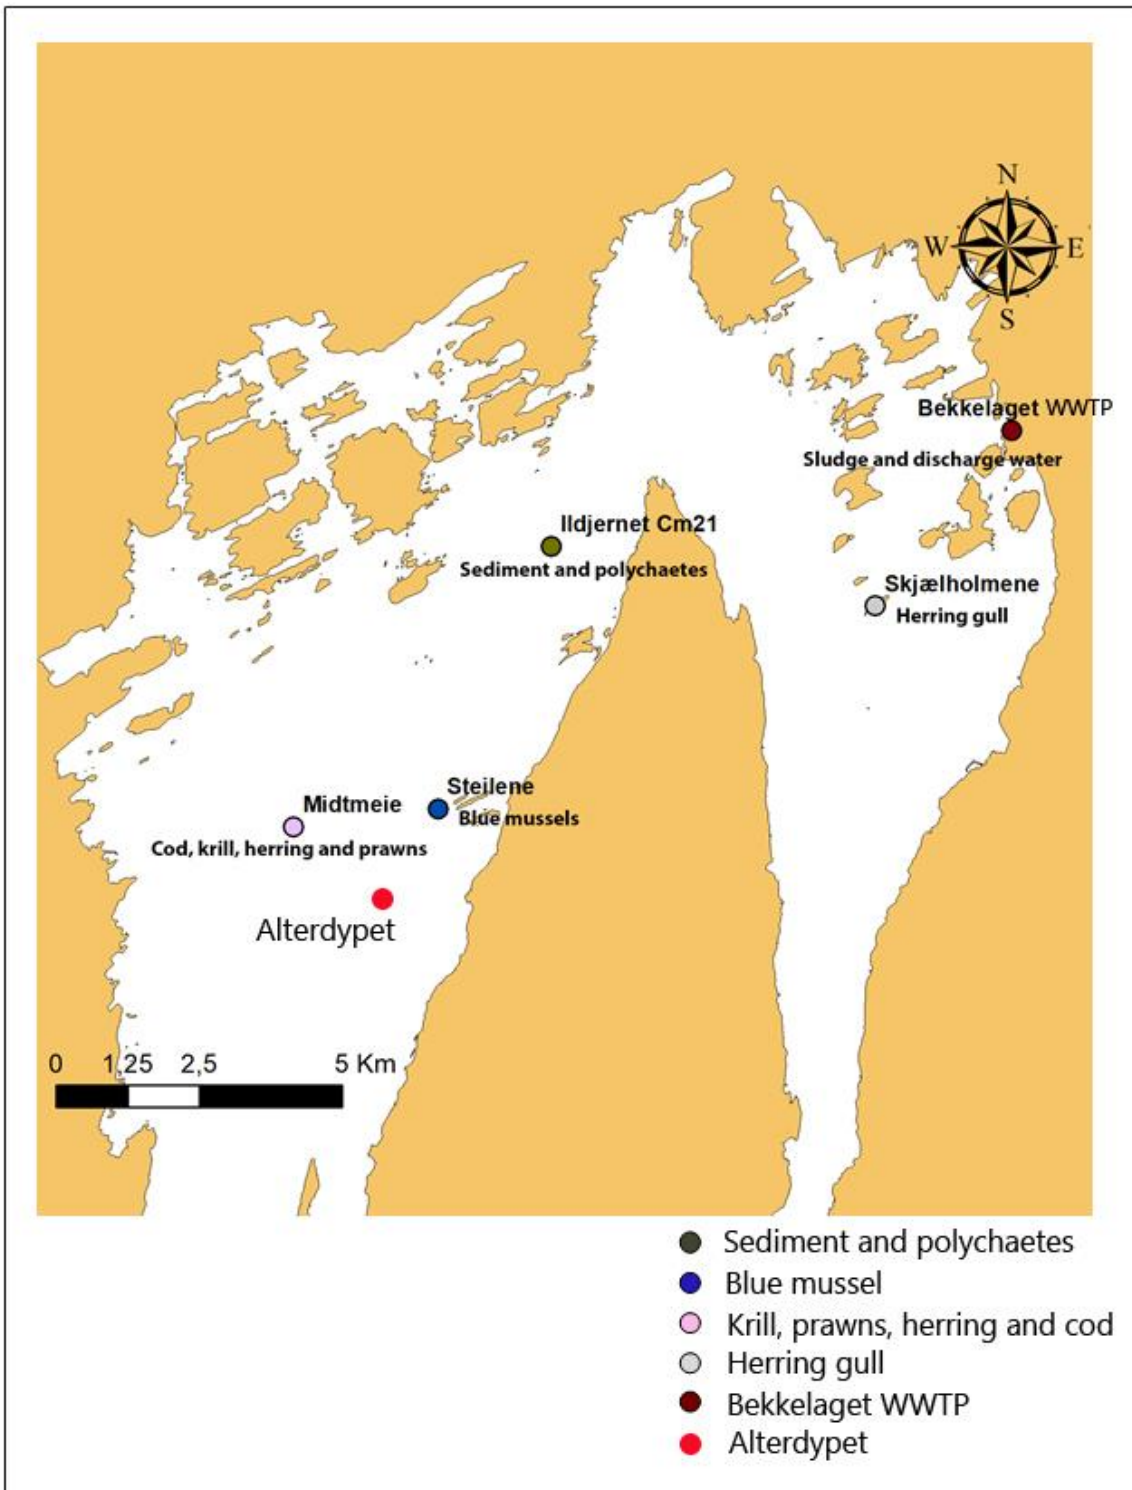 N
W E
S
Bekkelaget WWTP
Sludge and discharge water
Ildjernet Cm21
Sediment and polychaetes
Skjælholmene
Herring gull
Steilene
Blue mussels
Midtmeie
Cod, krill, herring and prawns
Alterdypet
0 1,25 2,5 5 Km
Sediment and polychaetes
Blue mussel
Krill, prawns, herring and cod
Herring gull
Bekkelaget WWTP
Alterdypet